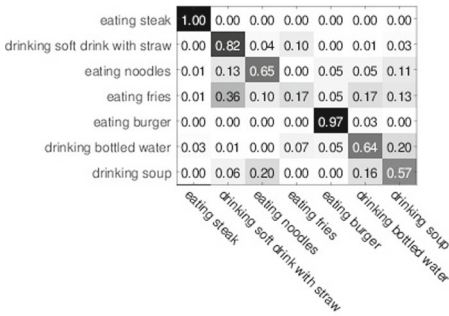 eating steak 1.00 0.00 0.00 0.00 0.00 0.00 0.00
drinking soft drink with straw 0.00 0.82 0.04 0.10 0.00 0.01 0.03
eating noodles 0.01 0.13 0.65 0.00 0.05 0.05 0.11
eating fries 0.01 0.36 0.10 0.17 0.05 0.17 0.13
eating burger 0.00 0.00 0.00 0.00 0.97 0.03 0.00
drinking bottled water 0.03 0.01 0.00 0.07 0.05 0.64 0.20
drinking soup 0.00 0.06 0.20 0.00 0.00 0.16 0.57
eating steak
drinking soft drink with straw
eating noodles
eating fries
eating burger
drinking bottled water
drinking soup